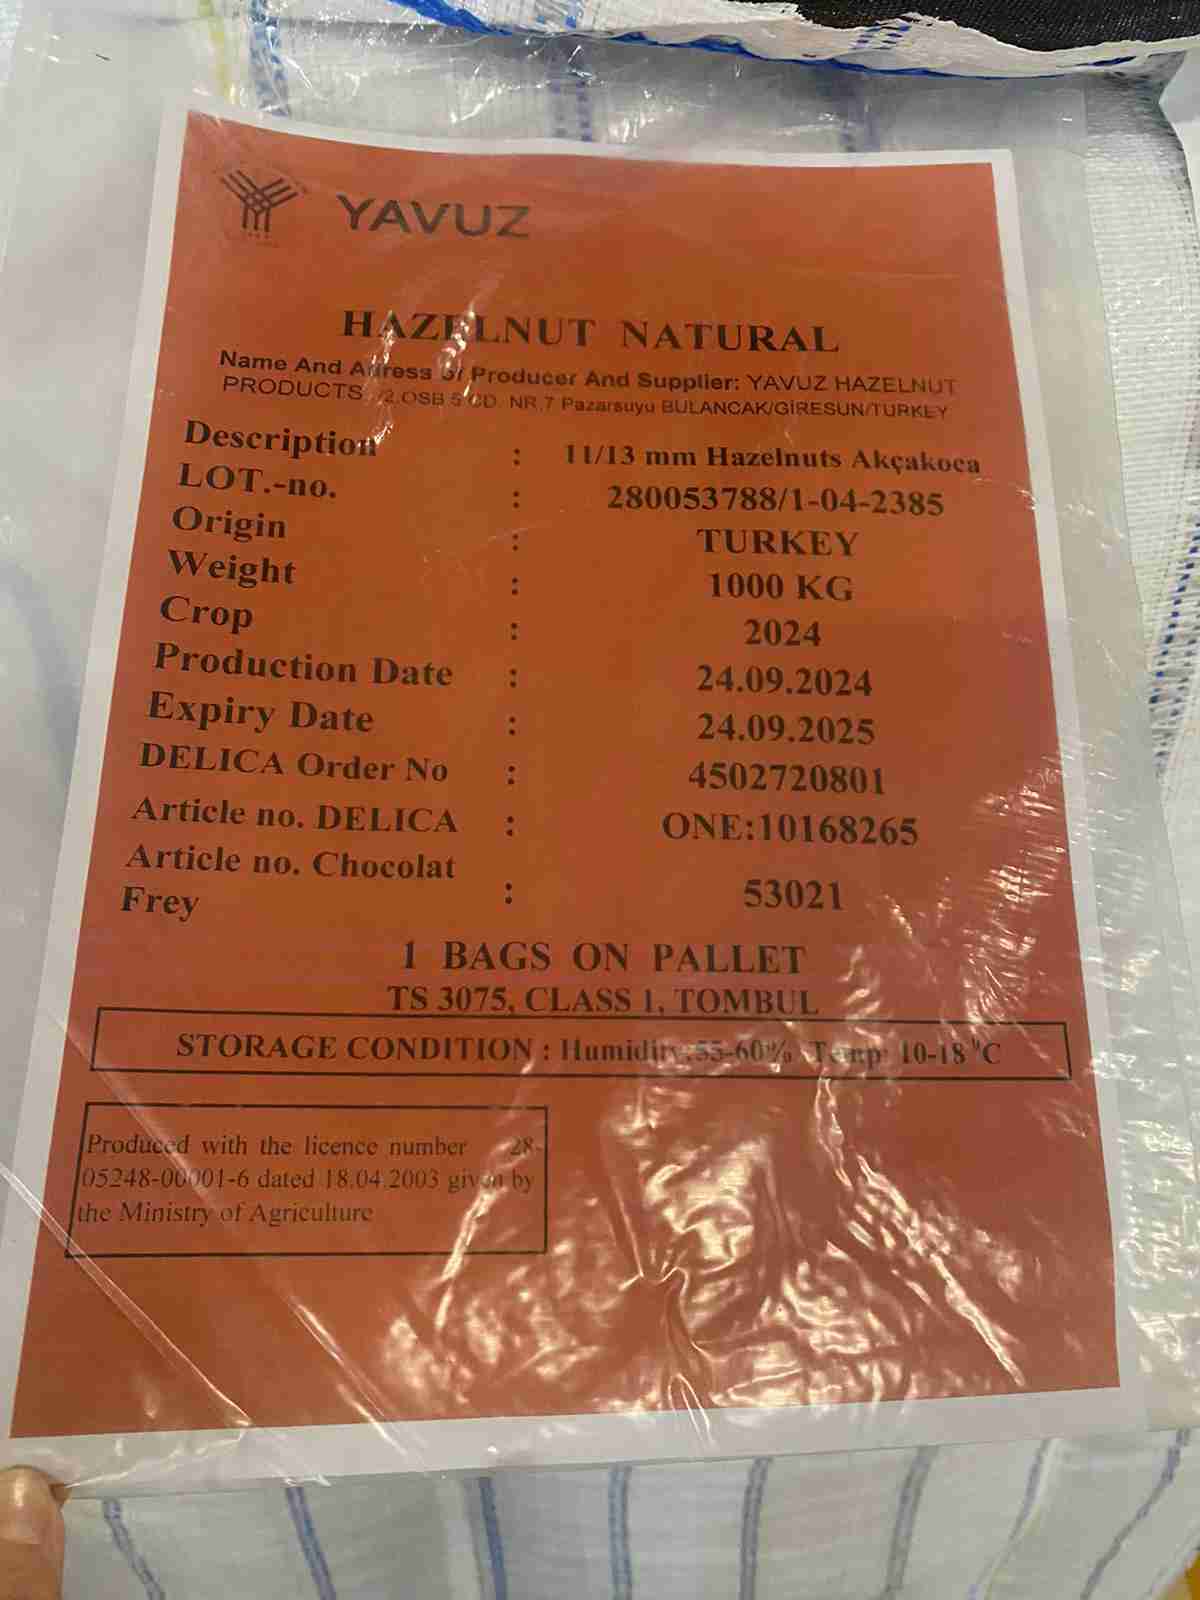 YAVUZ
HAZELNUT NATURAL
Name And Adress of Producer And Supplier: YAVUZ HAZELNUT
PRODUCTS 2.OSB 5 CD. NR.7 Pazarsuyu BULANCAK/GİRESUN/TURKEY
Description : 11/13 mm Hazelnuts Akçakoca
LOT.-no. : 280053788/1-04-2385
Origin : TURKEY
Weight : 1000 KG
Crop : 2024
Production Date : 24.09.2024
Expiry Date : 24.09.2025
DELICA Order No : 4502720801
Article no. DELICA : ONE:10168265
Article no. Chocolat
Frey : 53021
1 BAGS ON PALLET
TS 3075, CLASS 1, TOMBUL
STORAGE CONDITION : Humidity:55-60% Temp: 10-18 ⁰C
Produced with the licence number 28-
05248-00001-6 dated 18.04.2003 given by
the Ministry of Agriculture